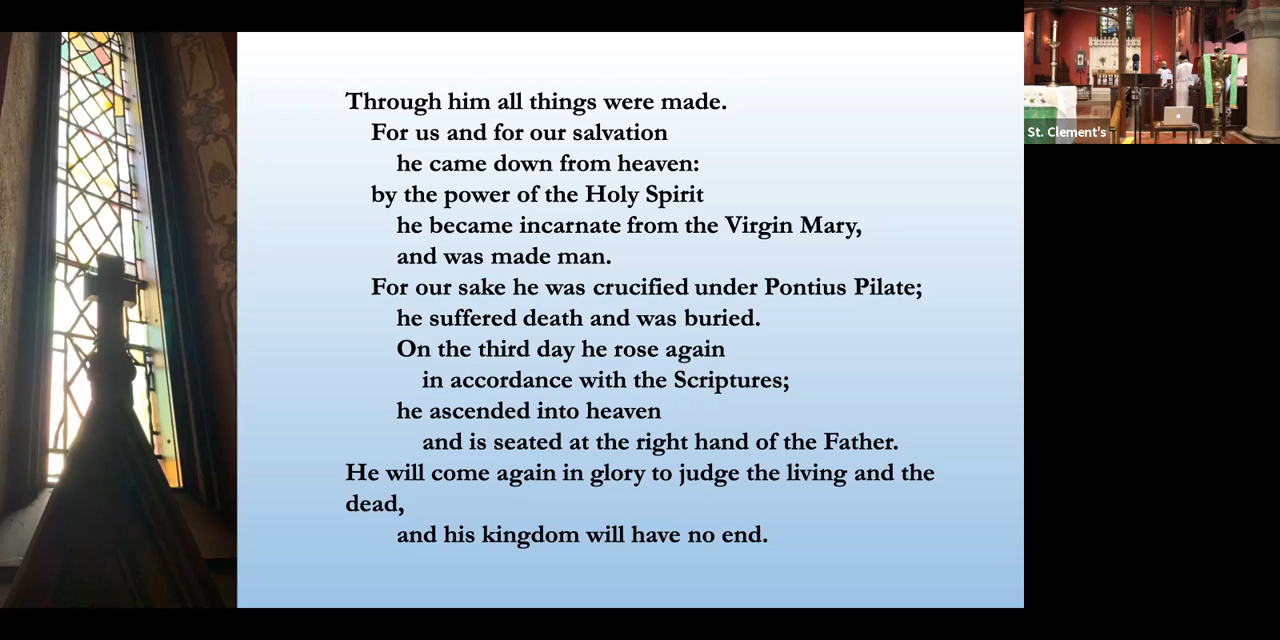 Through him all things were made.
For us and for our salvation
he came down from heaven:
by the power of the Holy Spirit
he became incarnate from the Virgin Mary,
and was made man.
For our sake he was crucified under Pontius Pilate;
he suffered death and was buried.
On the third day he rose again
in accordance with the Scriptures;
he ascended into heaven
and is seated at the right hand of the Father.
He will come again in glory to judge the living and the
dead,
and his kingdom will have no end.
St. Clement's